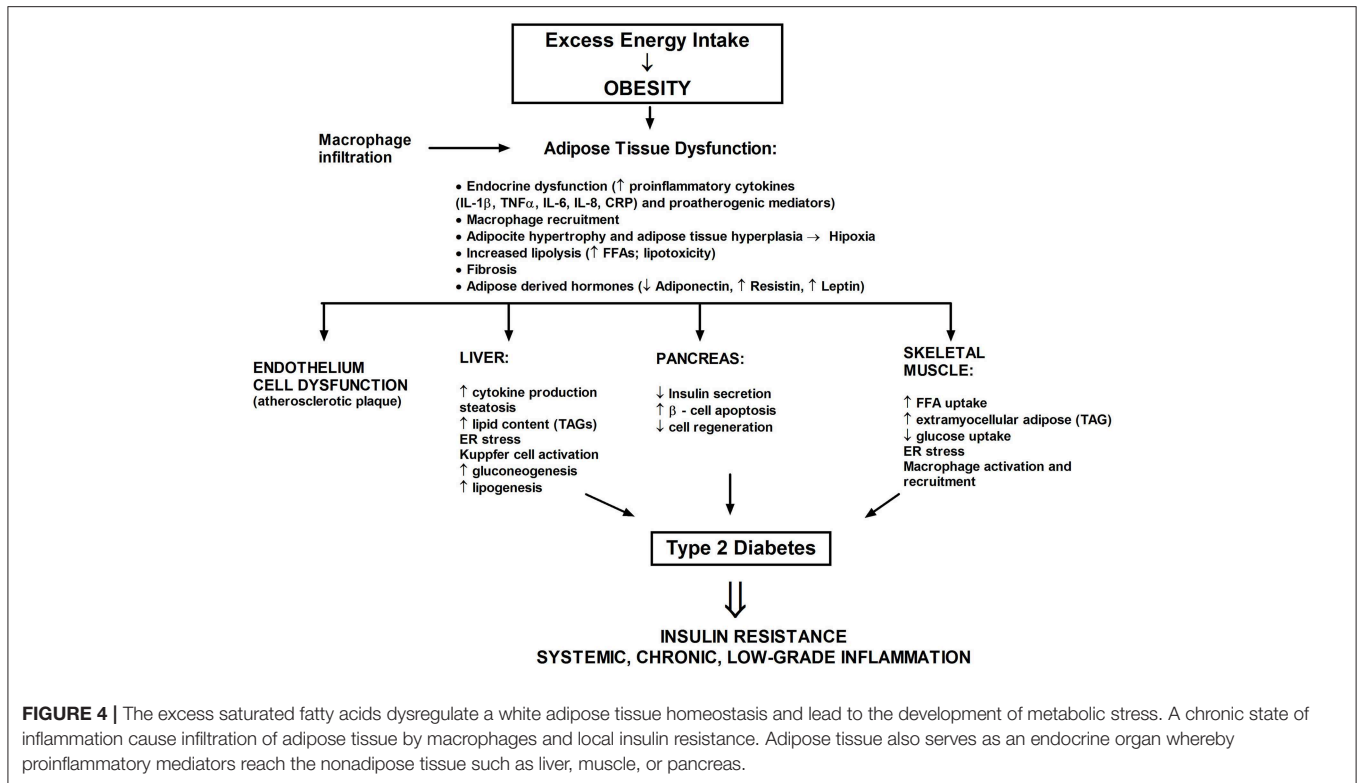 Excess Energy Intake
↓
OBESITY
Macrophage
infiltration
Adipose Tissue Dysfunction:
• Endocrine dysfunction (↑ proinflammatory cytokines
(IL-1β, TNFα, IL-6, IL-8, CRP) and proatherogenic mediators)
• Macrophage recruitment
• Adipocite hypertrophy and adipose tissue hyperplasia → Hipoxia
• Increased lipolysis (↑ FFAs; lipotoxicity)
• Fibrosis
• Adipose derived hormones (↓ Adiponectin, ↑ Resistin, ↑ Leptin)
ENDOTHELIUM
CELL DYSFUNCTION
(atherosclerotic plaque)
LIVER:
↑ cytokine production
steatosis
↑ lipid content (TAGs)
ER stress
Kuppfer cell activation
↑ gluconeogenesis
↑ lipogenesis
PANCREAS:
↓ Insulin secretion
↑ β - cell apoptosis
↓ cell regeneration
SKELETAL
MUSCLE:
↑ FFA uptake
↑ extramyocellular adipose (TAG)
↓ glucose uptake
ER stress
Macrophage activation and
recruitment
Type 2 Diabetes
⇓
INSULIN RESISTANCE
SYSTEMIC, CHRONIC, LOW-GRADE INFLAMMATION
FIGURE 4 | The excess saturated fatty acids dysregulate a white adipose tissue homeostasis and lead to the development of metabolic stress. A chronic state of
inflammation cause infiltration of adipose tissue by macrophages and local insulin resistance. Adipose tissue also serves as an endocrine organ whereby
proinflammatory mediators reach the nonadipose tissue such as liver, muscle, or pancreas.